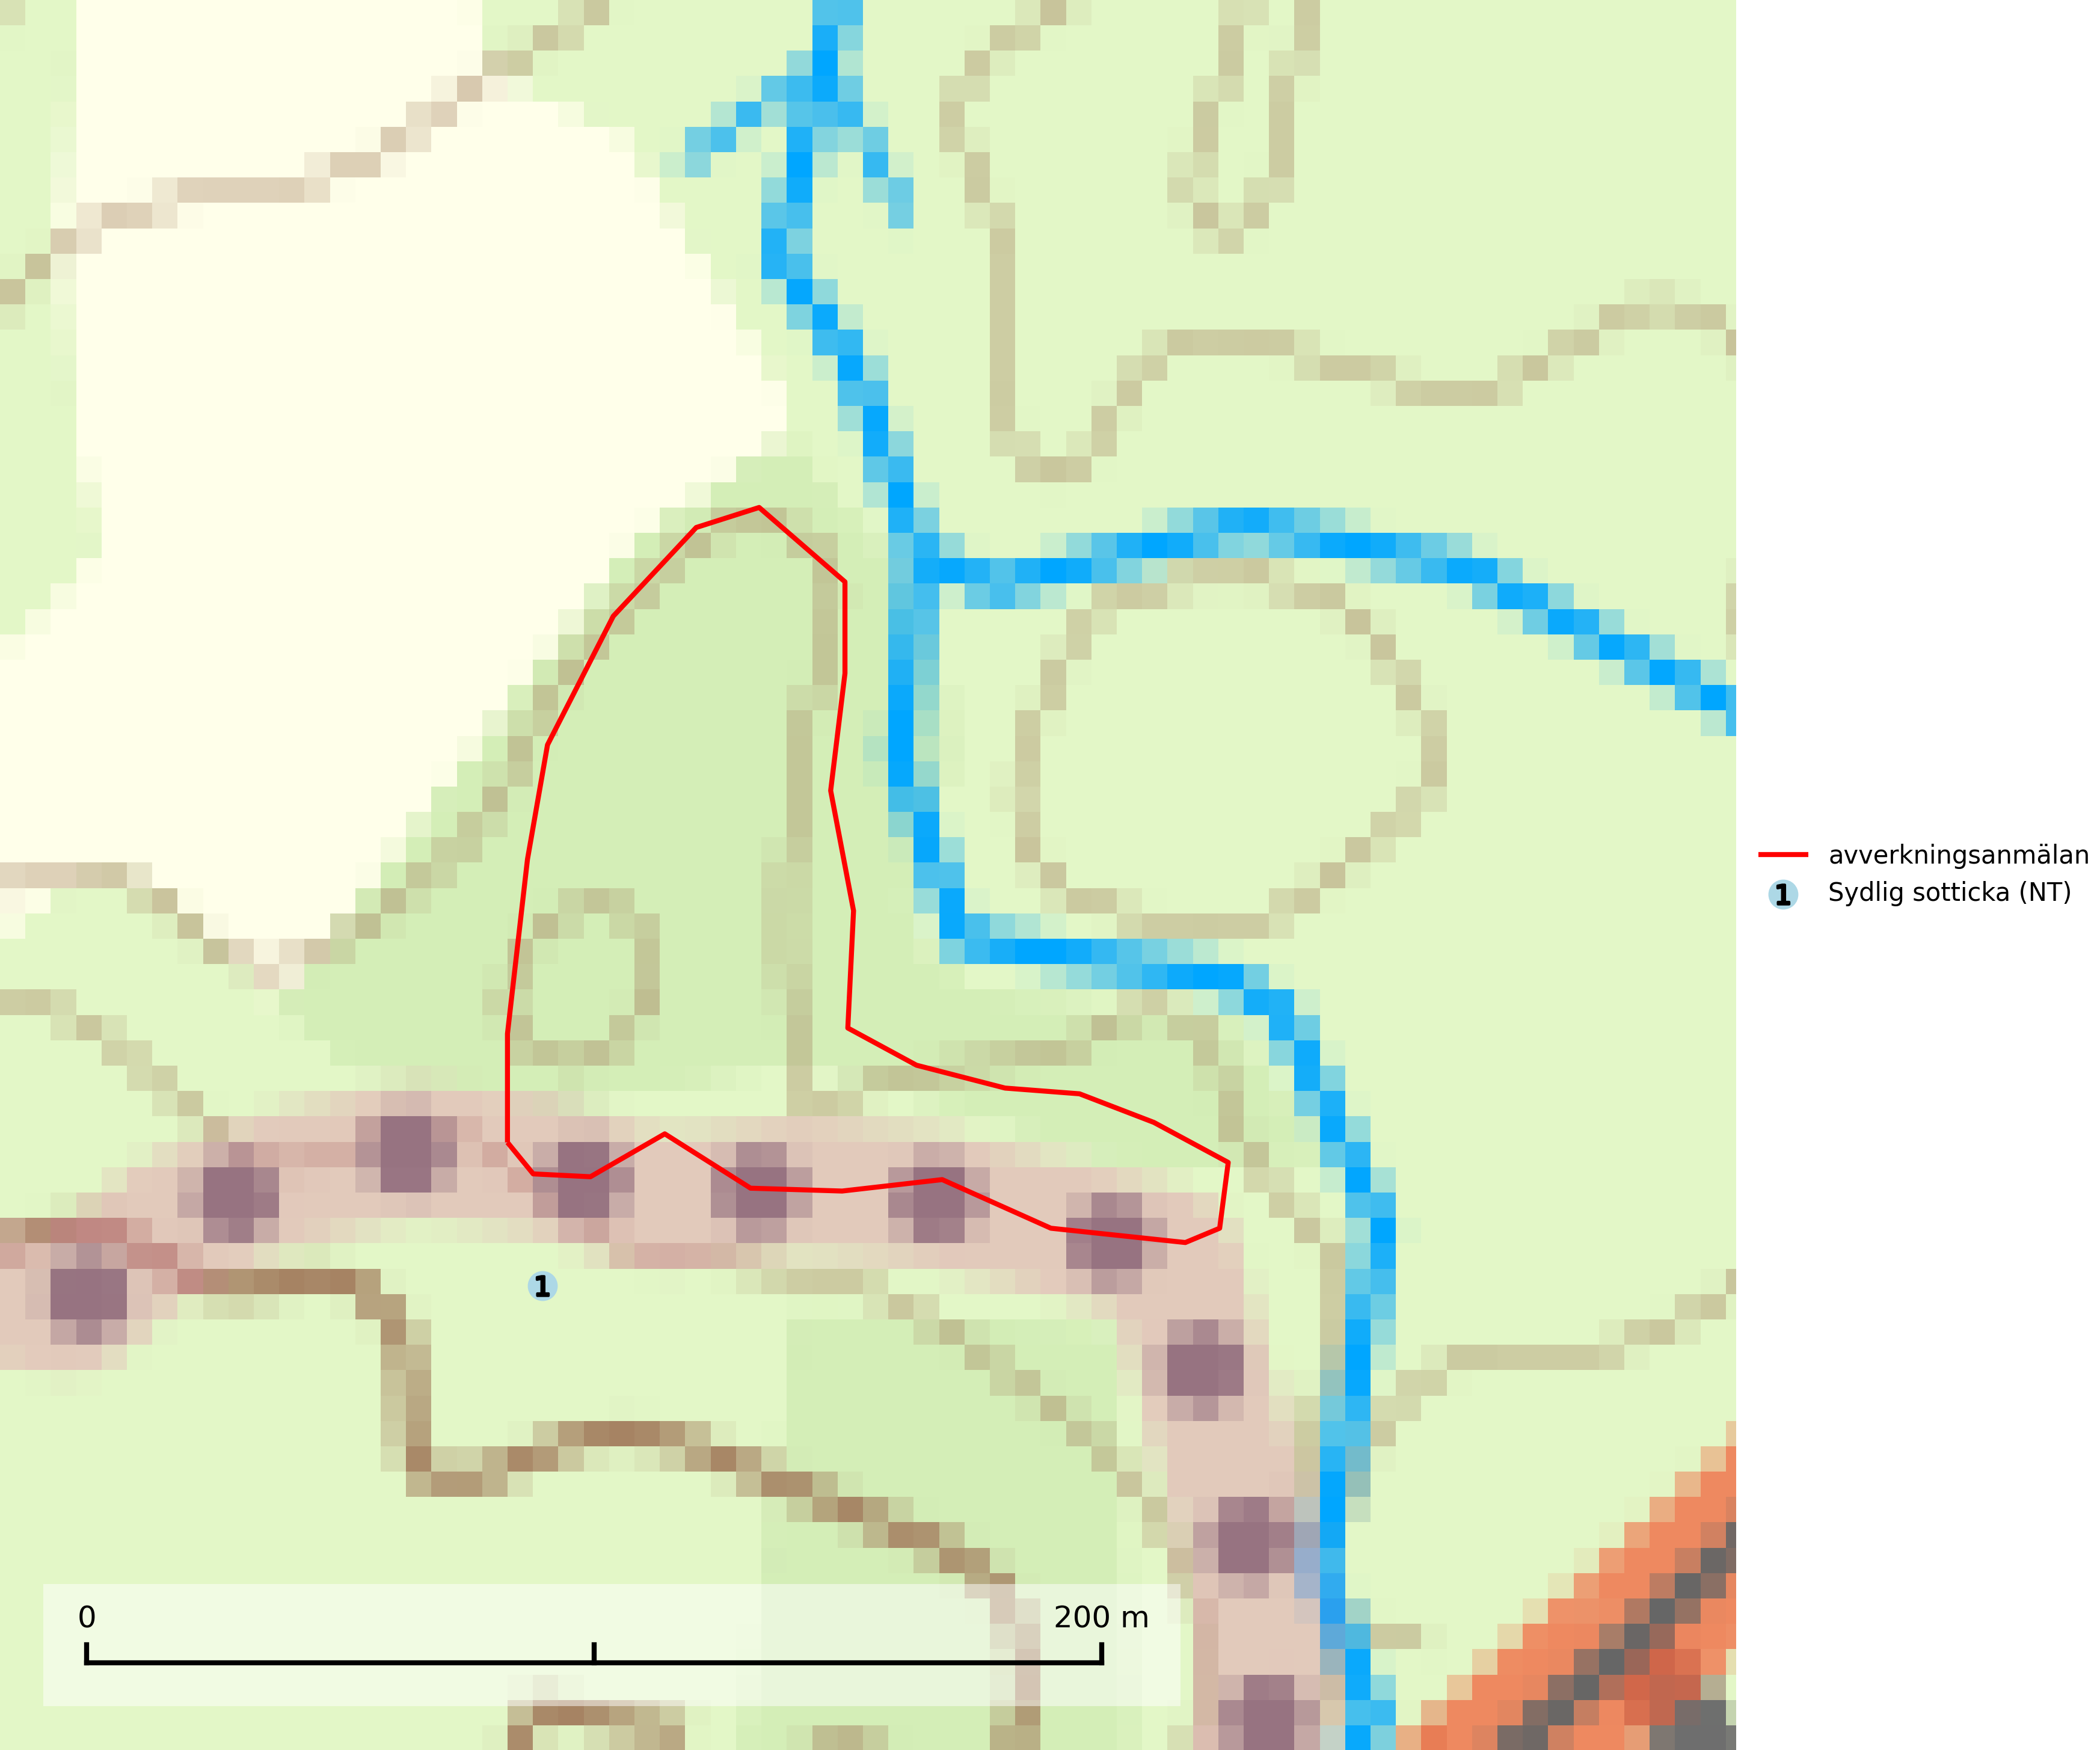 avverkningsanmälan
1 Sydlig sotticka (NT)
1
0 200 m